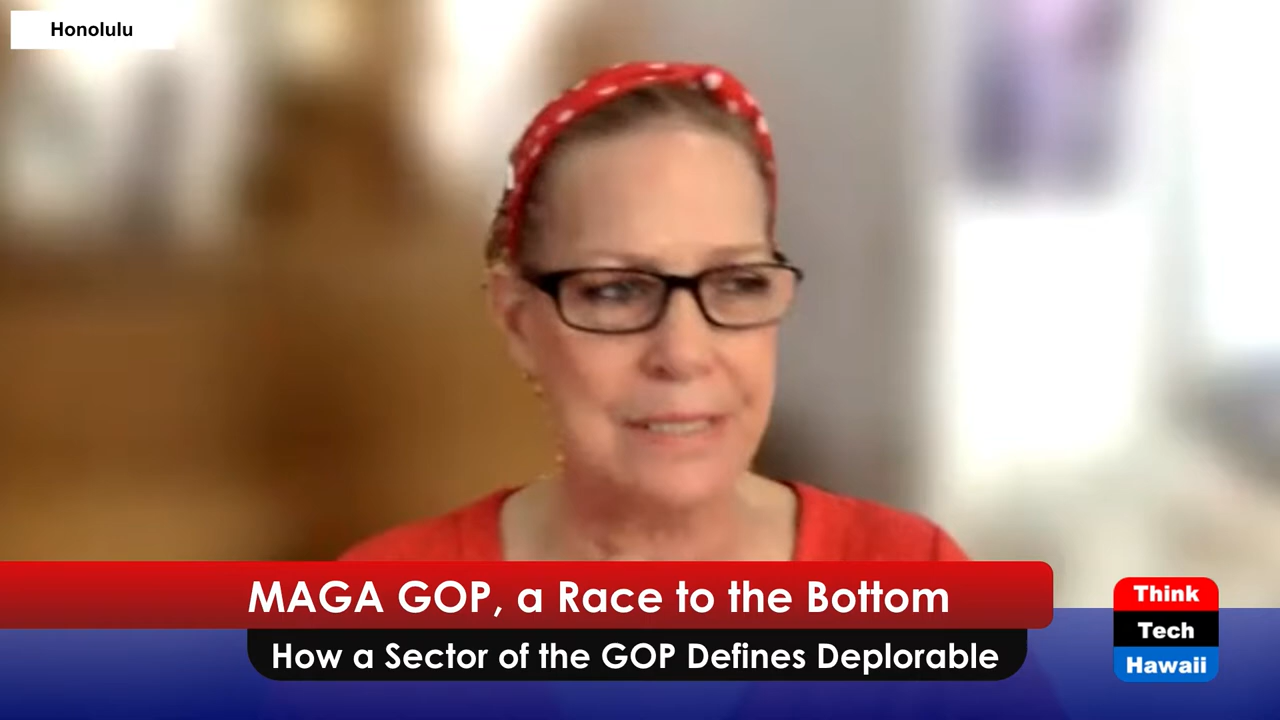 Honolulu
MAGA GOP, a Race to the Bottom
How a Sector of the GOP Defines Deplorable
Think
Tech
Hawaii